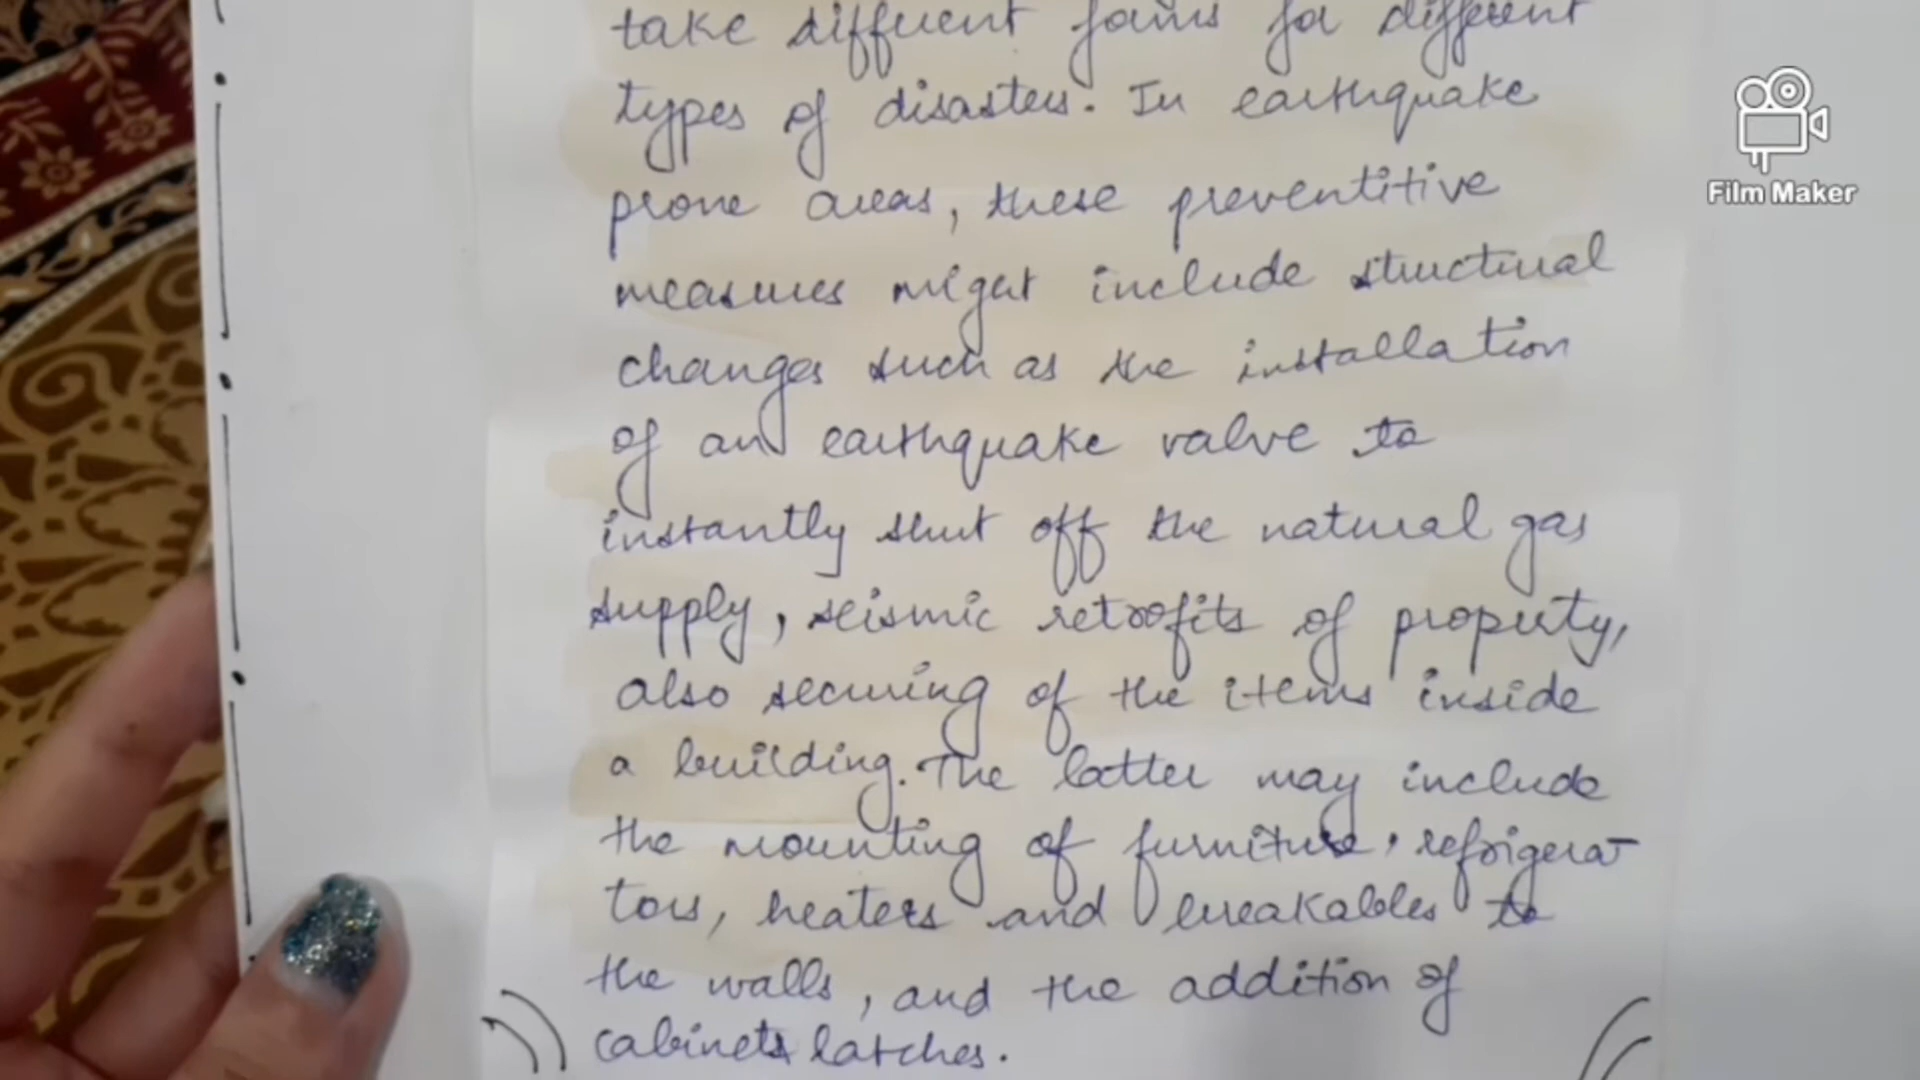 take different forms for different
types of disasters. In earthquake
prone areas, these preventitive
measures might include structural
changes such as the installation
of an earthquake valve to
instantly shut off the natural gas
supply, seismic retrofits of property,
also securing of the items inside
a building. The latter may include
the mounting of furniture, refrigerat-
tors, heaters and breakables to
the walls, and the addition of
cabinets latches.
Film Maker